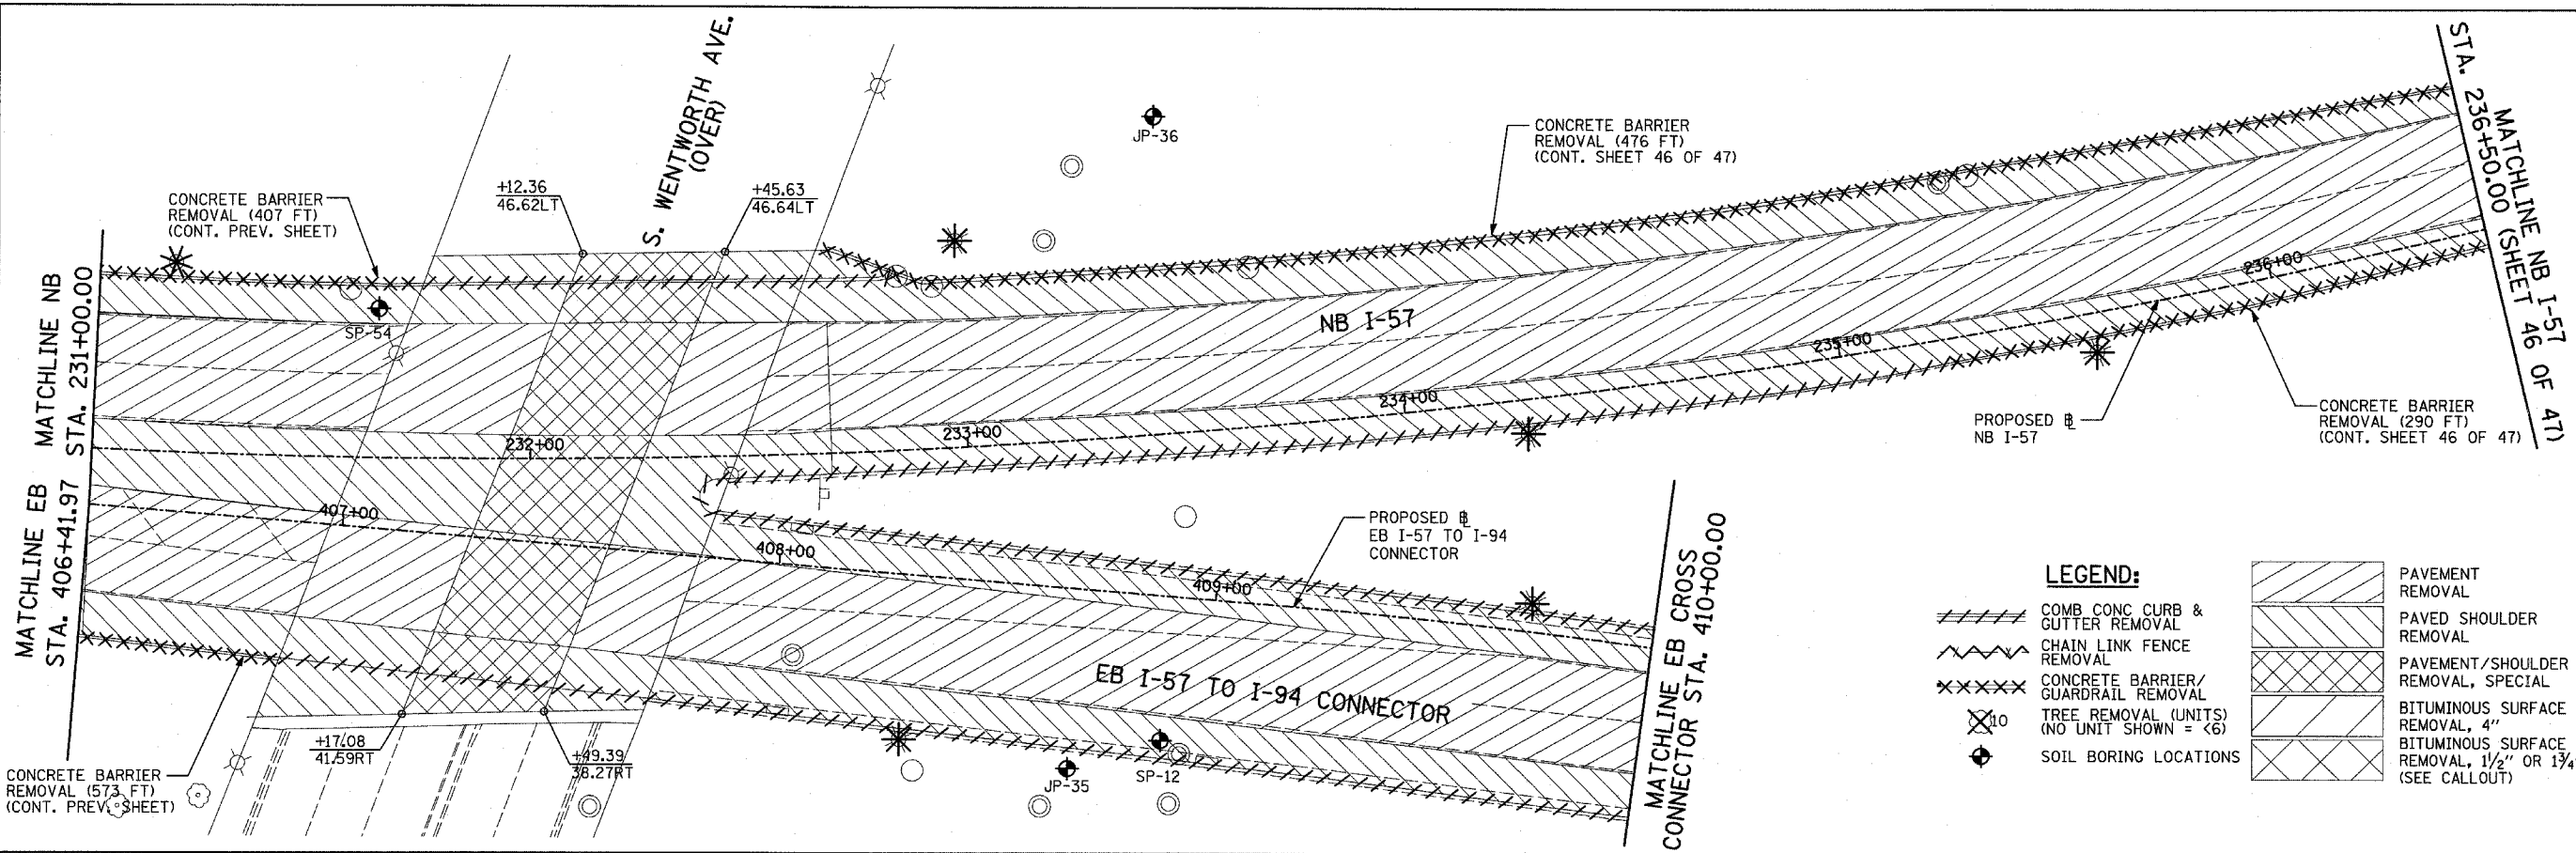 S. WENTWORTH AVE.
(OVER)
CONCRETE BARRIER
REMOVAL (407 FT)
(CONT. PREV. SHEET)
+12.36
46.62LT
+45.63
46.64LT
JP-36
CONCRETE BARRIER
REMOVAL (476 FT)
(CONT. SHEET 46 OF 47)
MATCHLINE NB I-57
STA. 236+50.00 (SHEET 46 OF 47)
MATCHLINE NB
STA. 231+00.00
SP-54
NB I-57
232+00
233+00
234+00
235+00
236+00
PROPOSED
NB I-57
CONCRETE BARRIER
REMOVAL (290 FT)
(CONT. SHEET 46 OF 47)
MATCHLINE EB
STA. 406+41.97
407+00
408+00
409+00
PROPOSED
EB I-57 TO I-94
CONNECTOR
EB I-57 TO I-94 CONNECTOR
MATCHLINE EB CROSS
CONNECTOR STA. 410+00.00
CONCRETE BARRIER
REMOVAL (573 FT)
(CONT. PREV. SHEET)
+17.08
41.59RT
+49.39
38.27RT
JP-35
SP-12
LEGEND:
COMB CONC CURB &
GUTTER REMOVAL
CHAIN LINK FENCE
REMOVAL
CONCRETE BARRIER/
GUARDRAIL REMOVAL
10
TREE REMOVAL (UNITS)
(NO UNIT SHOWN = <6)
SOIL BORING LOCATIONS
PAVEMENT
REMOVAL
PAVED SHOULDER
REMOVAL
PAVEMENT/SHOULDER
REMOVAL, SPECIAL
BITUMINOUS SURFACE
REMOVAL, 4"
BITUMINOUS SURFACE
REMOVAL, 1 1/2" OR 1 3/4"
(SEE CALLOUT)